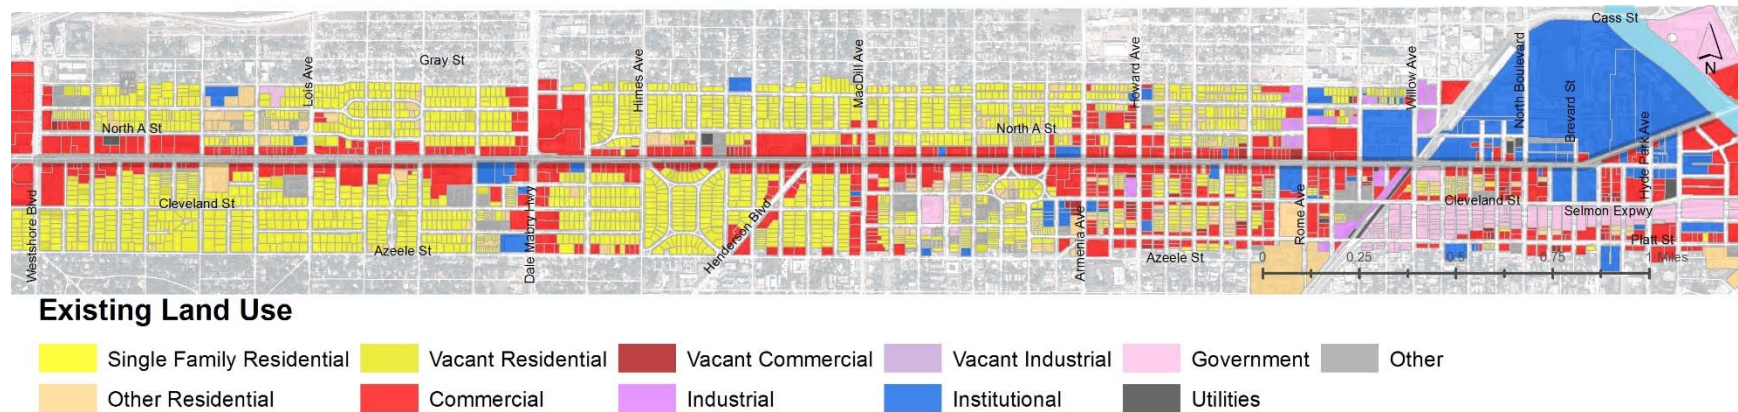 Cass St
Gray St
Lois Ave
Himes Ave
MacDill Ave
Howard Ave
Willow Ave
North Boulevard
Brevard St
Hyde Park Ave
N
North A St
North A St
Westshore Blvd
Cleveland St
Azeele St
Dale Mabry Hwy
Henderson Blvd
Armenia Ave
Azeele St
Rome Ave
Cleveland St
Selmon Expwy
Platt St
0 0.25 0.5 0.75 1 Miles
Existing Land Use
Single Family Residential Vacant Residential Vacant Commercial Vacant Industrial Government Other
Other Residential Commercial Industrial Institutional Utilities